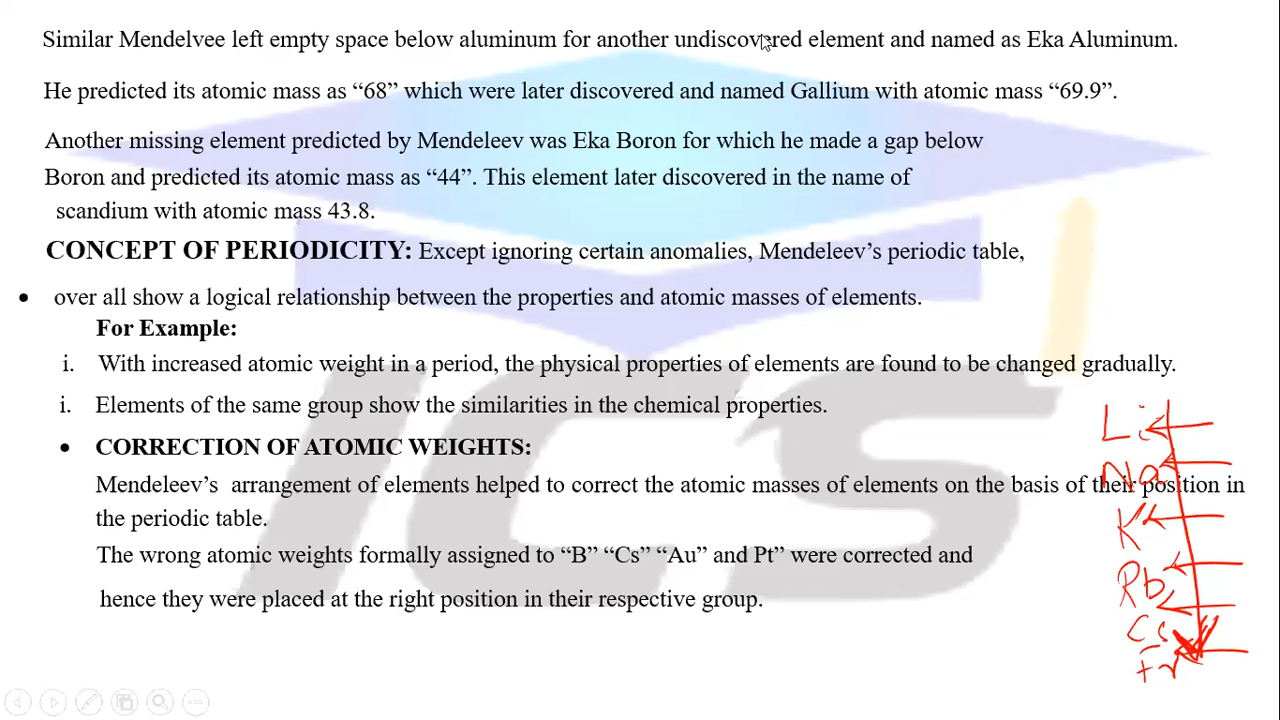 Similar Mendelvee left empty space below aluminum for another undiscovered element and named as Eka Aluminum.
He predicted its atomic mass as “68” which were later discovered and named Gallium with atomic mass “69.9”.
Another missing element predicted by Mendeleev was Eka Boron for which he made a gap below
Boron and predicted its atomic mass as “44”. This element later discovered in the name of
scandium with atomic mass 43.8.
CONCEPT OF PERIODICITY: Except ignoring certain anomalies, Mendeleev’s periodic table,
• over all show a logical relationship between the properties and atomic masses of elements.
For Example:
i. With increased atomic weight in a period, the physical properties of elements are found to be changed gradually.
i. Elements of the same group show the similarities in the chemical properties.
• CORRECTION OF ATOMIC WEIGHTS:
Mendeleev’s arrangement of elements helped to correct the atomic masses of elements on the basis of their position in
the periodic table.
The wrong atomic weights formally assigned to “B” “Cs” “Au” and Pt” were corrected and
hence they were placed at the right position in their respective group.
Li
Na
K
Rb
Cs
Fr
ICS